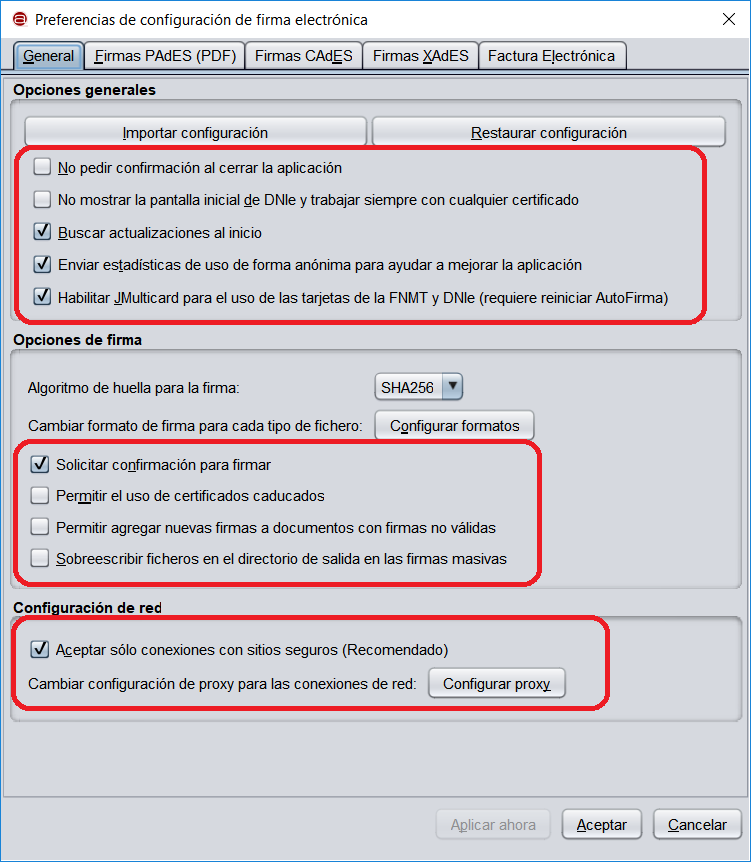 Preferencias de configuración de firma electrónica
General Firmas PAdES (PDF) Firmas CAdES Firmas XAdES Factura Electrónica
Opciones generales
Importar configuración Restaurar configuración
No pedir confirmación al cerrar la aplicación
No mostrar la pantalla inicial de DNIe y trabajar siempre con cualquier certificado
Buscar actualizaciones al inicio
Enviar estadísticas de uso de forma anónima para ayudar a mejorar la aplicación
Habilitar JMulticard para el uso de las tarjetas de la FNMT y DNIe (requiere reiniciar AutoFirma)
Opciones de firma
Algoritmo de huella para la firma: SHA256
Cambiar formato de firma para cada tipo de fichero: Configurar formatos
Solicitar confirmación para firmar
Permitir el uso de certificados caducados
Permitir agregar nuevas firmas a documentos con firmas no válidas
Sobreescribir ficheros en el directorio de salida en las firmas masivas
Configuración de red
Aceptar sólo conexiones con sitios seguros (Recomendado)
Cambiar configuración de proxy para las conexiones de red: Configurar proxy
Aplicar ahora Aceptar Cancelar